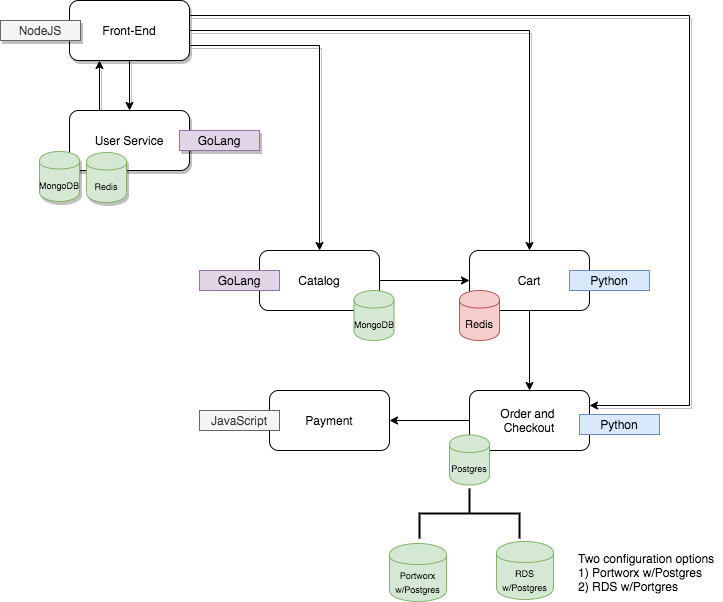 NodeJS
Front-End
User Service
GoLang
MongoDB
Redis
GoLang
Catalog
MongoDB
Cart
Python
Redis
JavaScript
Payment
Order and
Checkout
Python
Postgres
Portworx
w/Postgres
RDS
w/Postgres
Two configuration options
1) Portworx w/Postgres
2) RDS w/Portgres